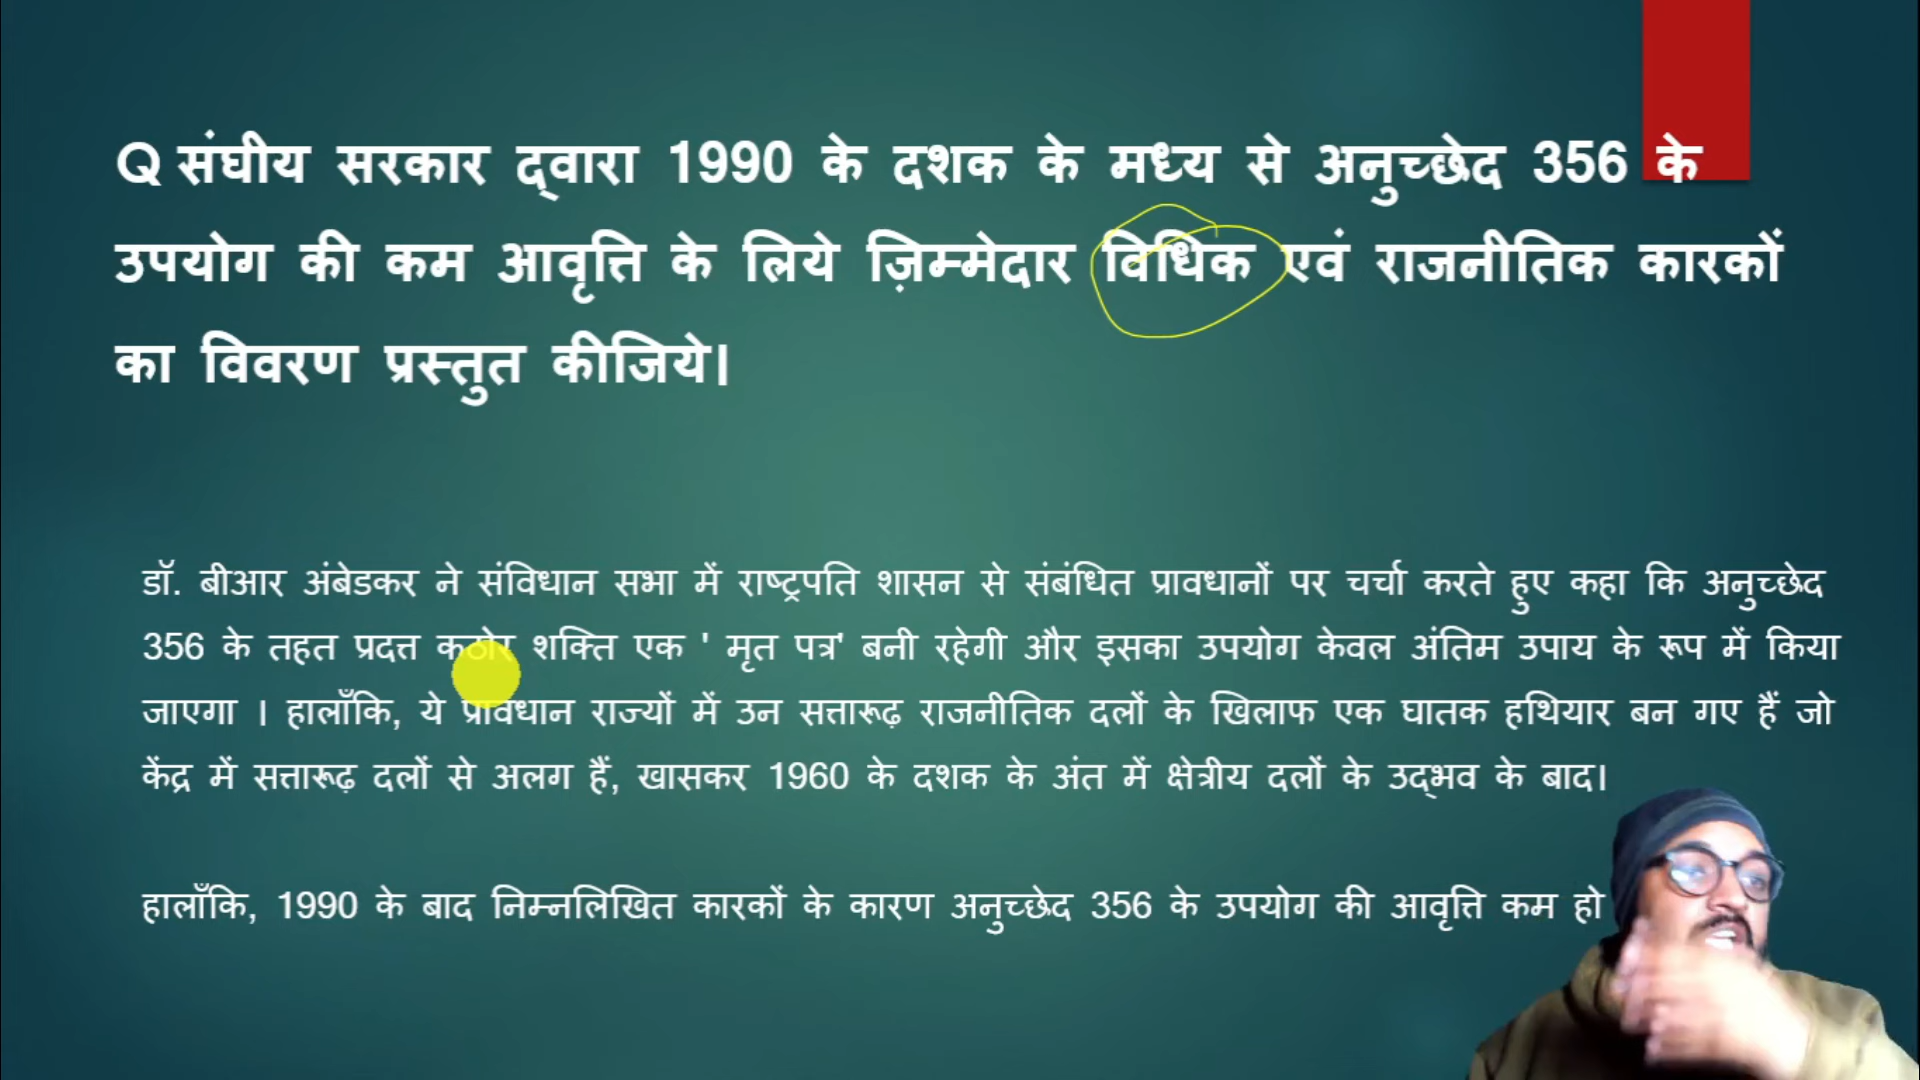 Q संघीय सरकार द्वारा 1990 के दशक के मध्य से अनुच्छेद 356 के
उपयोग की कम आवृत्ति के लिये ज़िम्मेदार विधिक एवं राजनीतिक कारकों
का विवरण प्रस्तुत कीजिये।
डॉ. बीआर अंबेडकर ने संविधान सभा में राष्ट्रपति शासन से संबंधित प्रावधानों पर चर्चा करते हुए कहा कि अनुच्छेद
356 के तहत प्रदत्त कठोर शक्ति एक ' मृत पत्र' बनी रहेगी और इसका उपयोग केवल अंतिम उपाय के रूप में किया
जाएगा । हालाँकि, ये प्रावधान राज्यों में उन सत्तारूढ़ राजनीतिक दलों के खिलाफ एक घातक हथियार बन गए हैं जो
केंद्र में सत्तारूढ़ दलों से अलग हैं, खासकर 1960 के दशक के अंत में क्षेत्रीय दलों के उद्भव के बाद।
हालाँकि, 1990 के बाद निम्नलिखित कारकों के कारण अनुच्छेद 356 के उपयोग की आवृत्ति कम हो